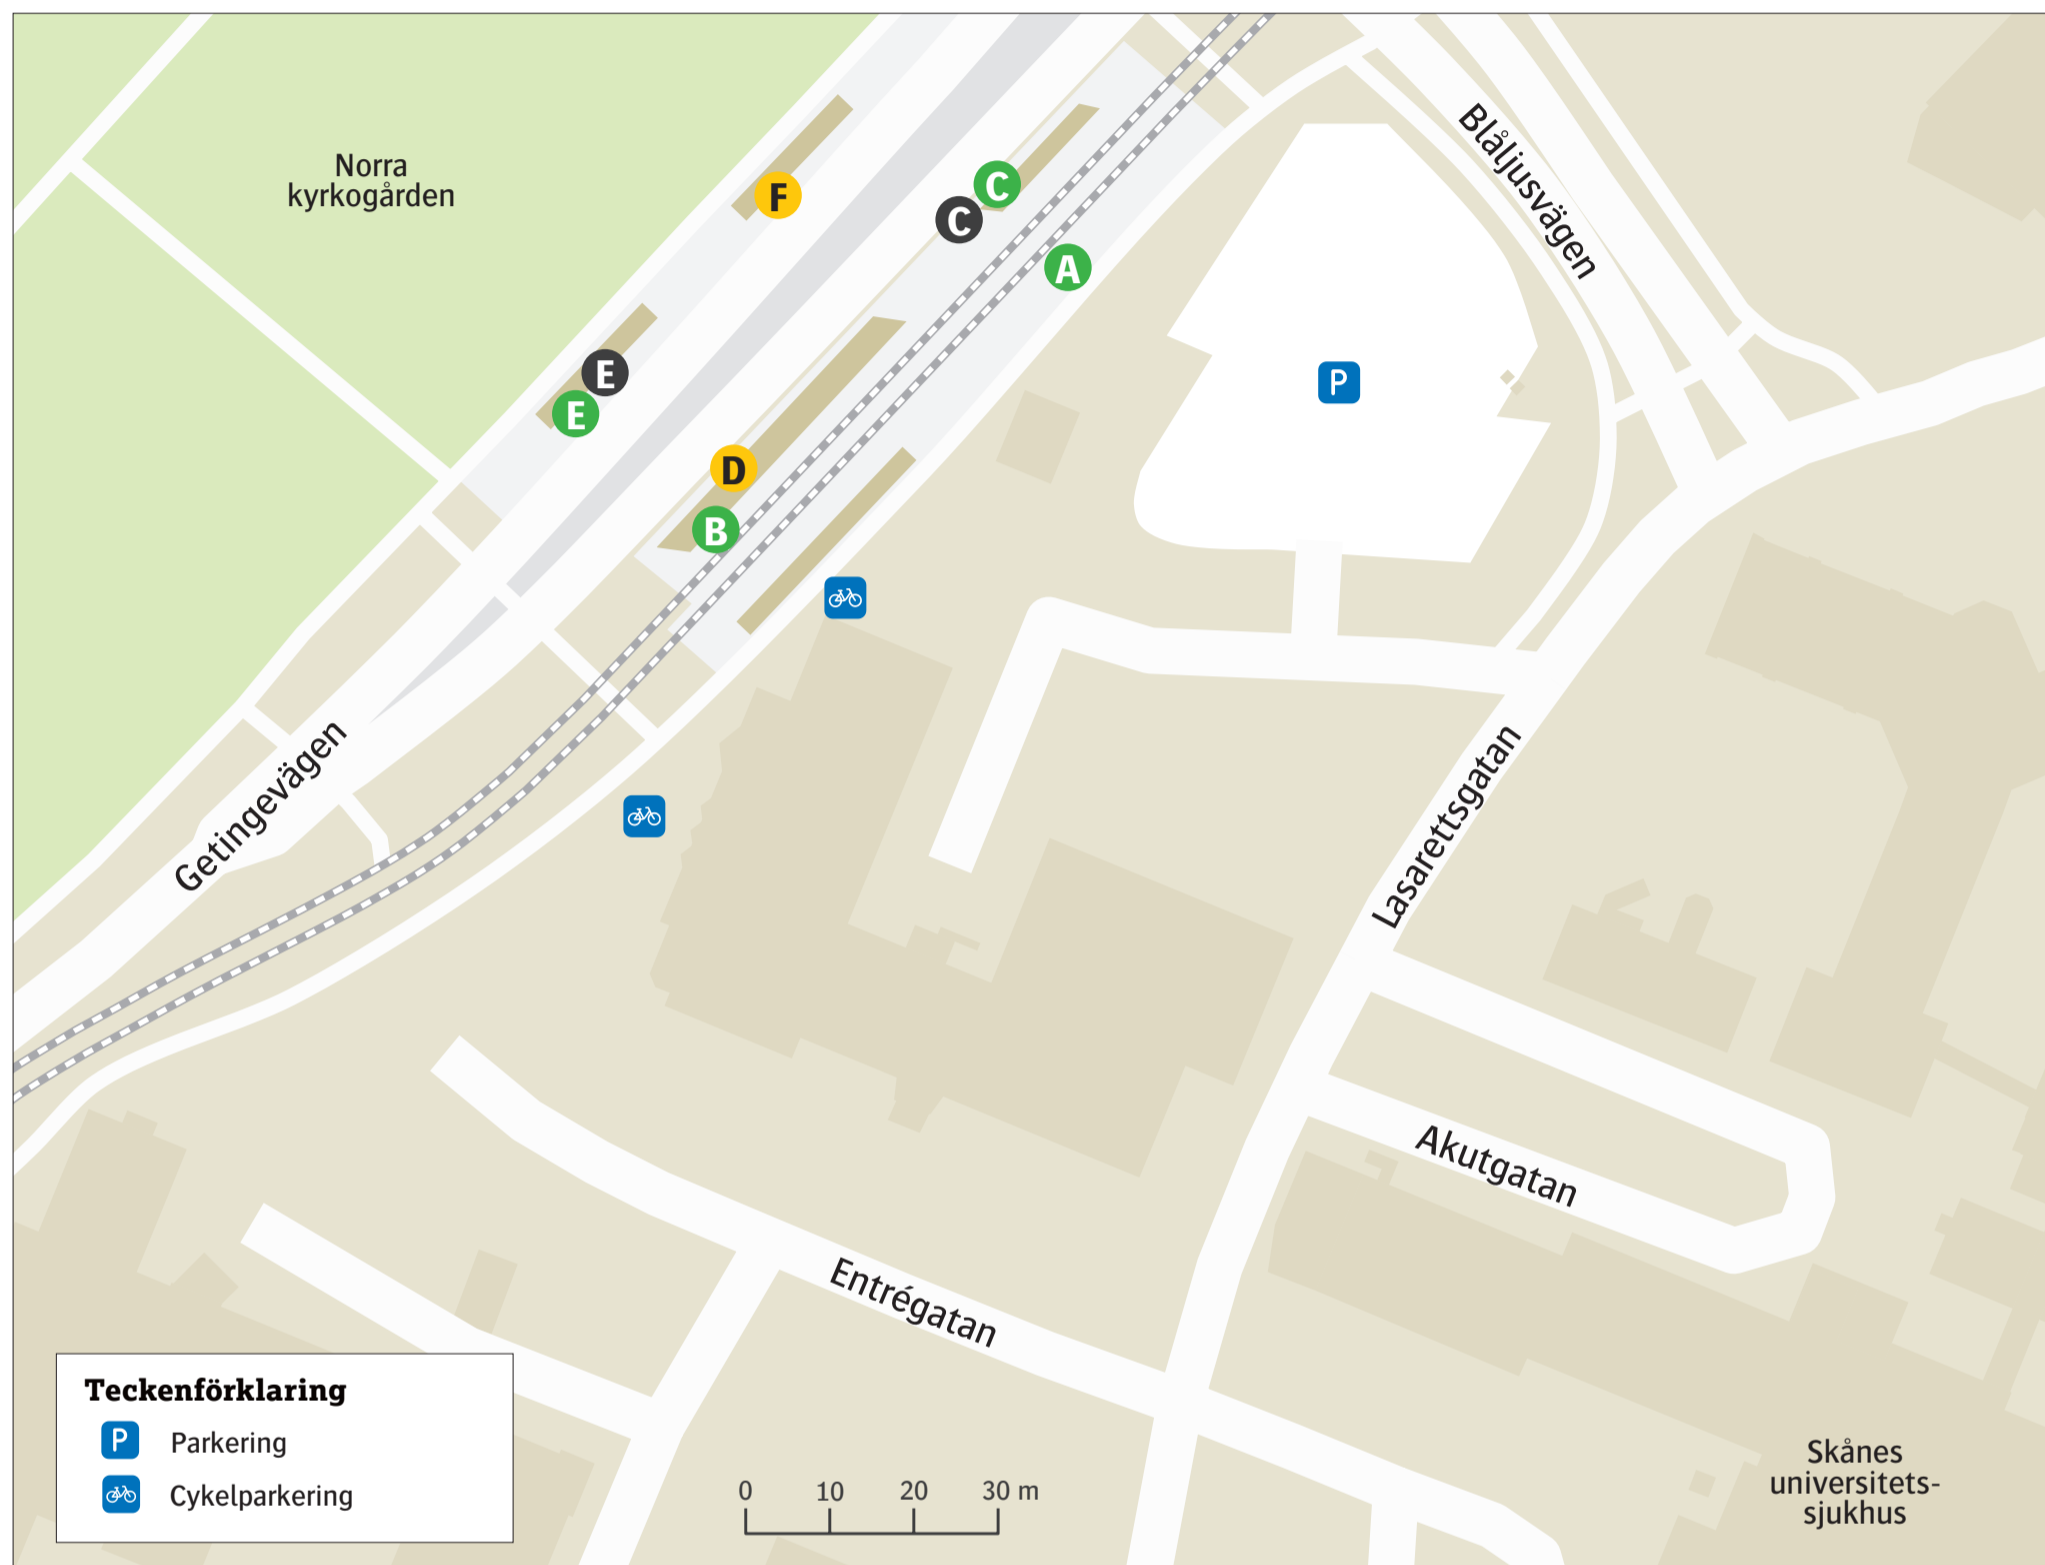 Norra
kyrkogården
Blåljusvägen
F
C
C
A
E
E
P
D
B
Getingevägen
Lasarettsgatan
Akutgatan
Entrégatan
Teckenförklaring
P Parkering
Cykelparkering
0 10 20 30 m
Skånes
universitets-
sjukhus